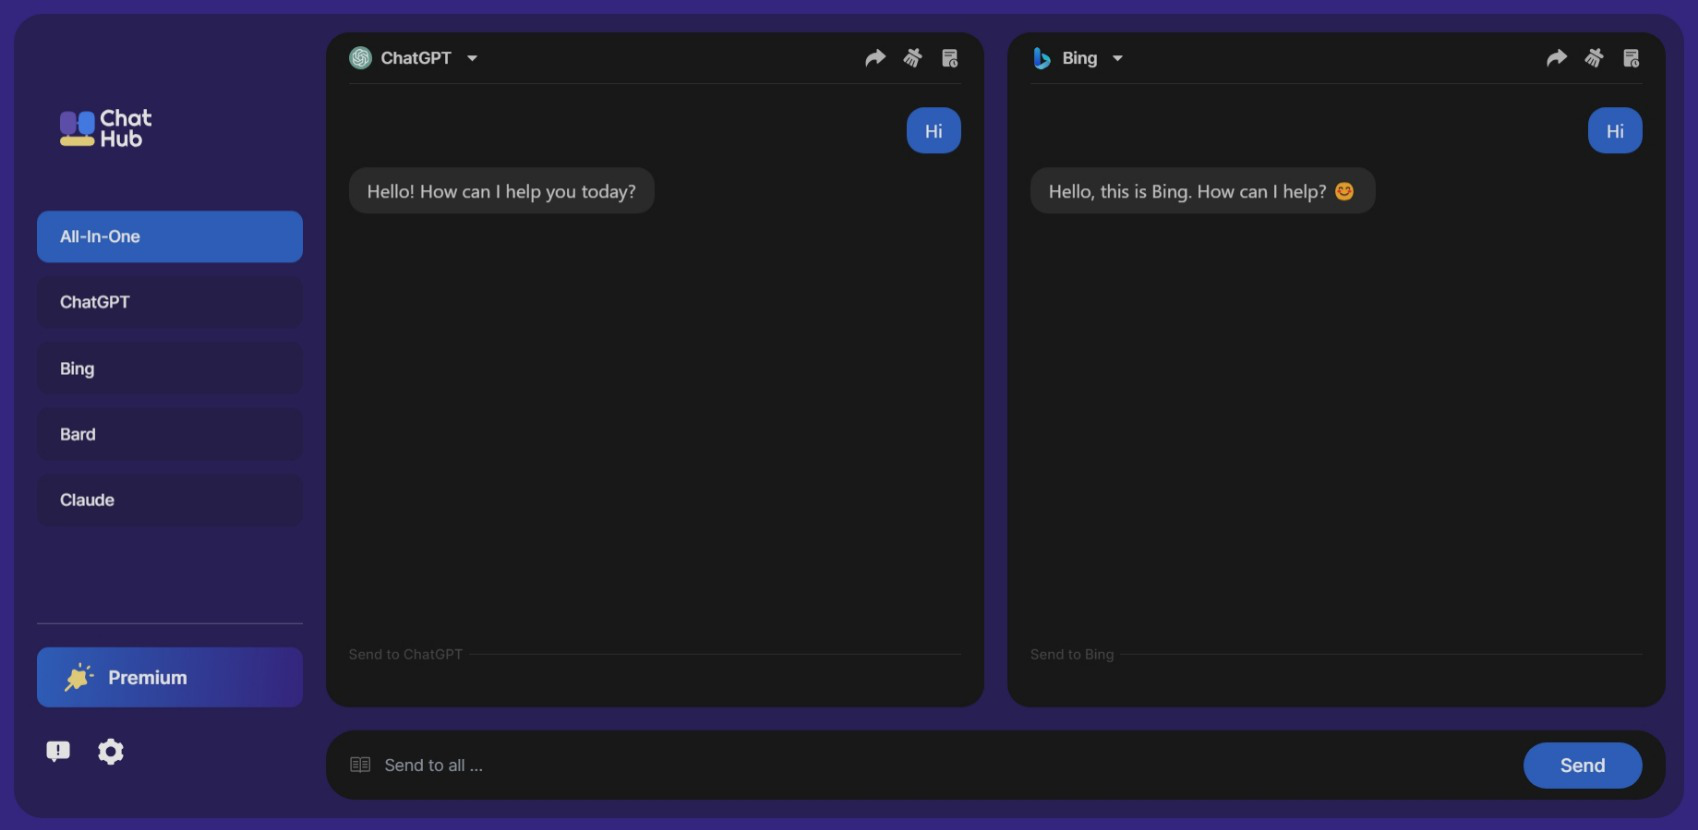 Chat
Hub
All-In-One
ChatGPT
Bing
Bard
Claude
Premium
ChatGPT
Hi
Hello! How can I help you today?
Send to ChatGPT
Bing
Hi
Hello, this is Bing. How can I help? 😊
Send to Bing
Send to all ...
Send